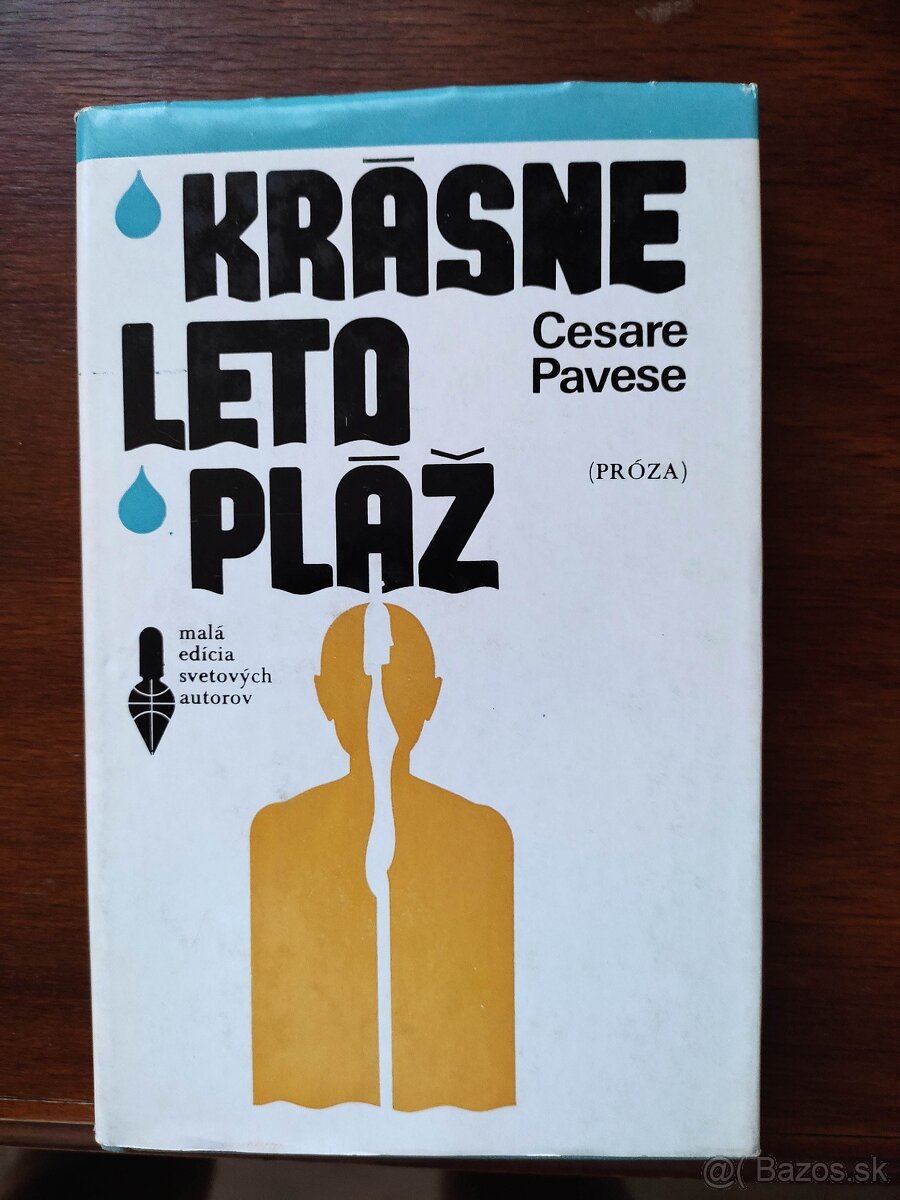 KRÁSNE
LETO
Cesare
Pavese
PLÁŽ
(PRÓZA)
malá
edícia
svetových
autorov
@( Bazos.sk